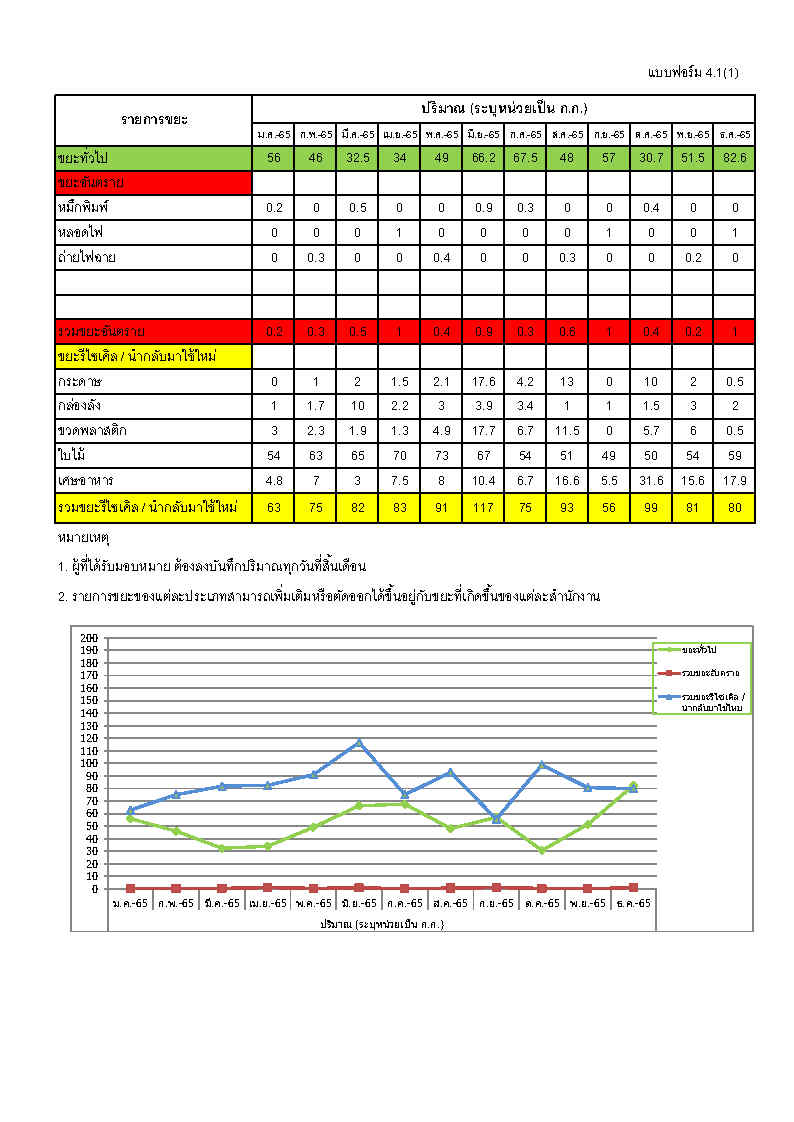 แบบฟอร์ม 4.1(1)
รายการขยะ ปริมาณ (ระบุหน่วยเป็น ก.ก.)
ม.ค.-65 ก.พ.-65 มี.ค.-65 เม.ย.-65 พ.ค.-65 มิ.ย.-65 ก.ค.-65 ส.ค.-65 ก.ย.-65 ต.ค.-65 พ.ย.-65 ธ.ค.-65
ขยะทั่วไป 56 46 32.5 34 49 66.2 67.5 48 57 30.7 51.5 82.6
ขยะอันตราย
หมึกพิมพ์ 0.2 0 0.5 0 0 0.9 0.3 0 0 0.4 0 0
หลอดไฟ 0 0 0 1 0 0 0 0 1 0 0 1
ถ่ายไฟฉาย 0 0.3 0 0 0.4 0 0 0.3 0 0 0.2 0
รวมขยะอันตราย 0.2 0.3 0.5 1 0.4 0.9 0.3 0.6 1 0.4 0.2 1
ขยะรีไซเคิล / นำกลับมาใช้ใหม่
กระดาษ 0 1 2 1.5 2.1 17.6 4.2 13 0 10 2 0.5
กล่องลัง 1 1.7 10 2.2 3 3.9 3.4 1 1 1.5 3 2
ขวดพลาสติก 3 2.3 1.9 1.3 4.9 17.7 6.7 11.5 0 5.7 6 0.5
ใบไม้ 54 63 65 70 73 67 54 51 49 50 54 59
เศษอาหาร 4.8 7 3 7.5 8 10.4 6.7 16.6 5.5 31.6 15.6 17.9
รวมขยะรีไซเคิล / นำกลับมาใช้ใหม่ 63 75 82 83 91 117 75 93 56 99 81 80
หมายเหตุ
1. ผู้ที่ได้รับมอบหมาย ต้องลงบันทึกปริมาณทุกวันที่สิ้นเดือน
2. รายการขยะของแต่ละประเภทสามารถเพิ่มเติมหรือตัดออกได้ขึ้นอยู่กับขยะที่เกิดขึ้นของแต่ละสำนักงาน
200
190
180
170
160
150
140
130
120
110
100
90
80
70
60
50
40
30
20
10
0
ม.ค.-65 ก.พ.-65 มี.ค.-65 เม.ย.-65 พ.ค.-65 มิ.ย.-65 ก.ค.-65 ส.ค.-65 ก.ย.-65 ต.ค.-65 พ.ย.-65 ธ.ค.-65
ปริมาณ (ระบุหน่วยเป็น ก.ก.)
ขยะทั่วไป
รวมขยะอันตราย
รวมขยะรีไซเคิล /
นำกลับมาใช้ใหม่